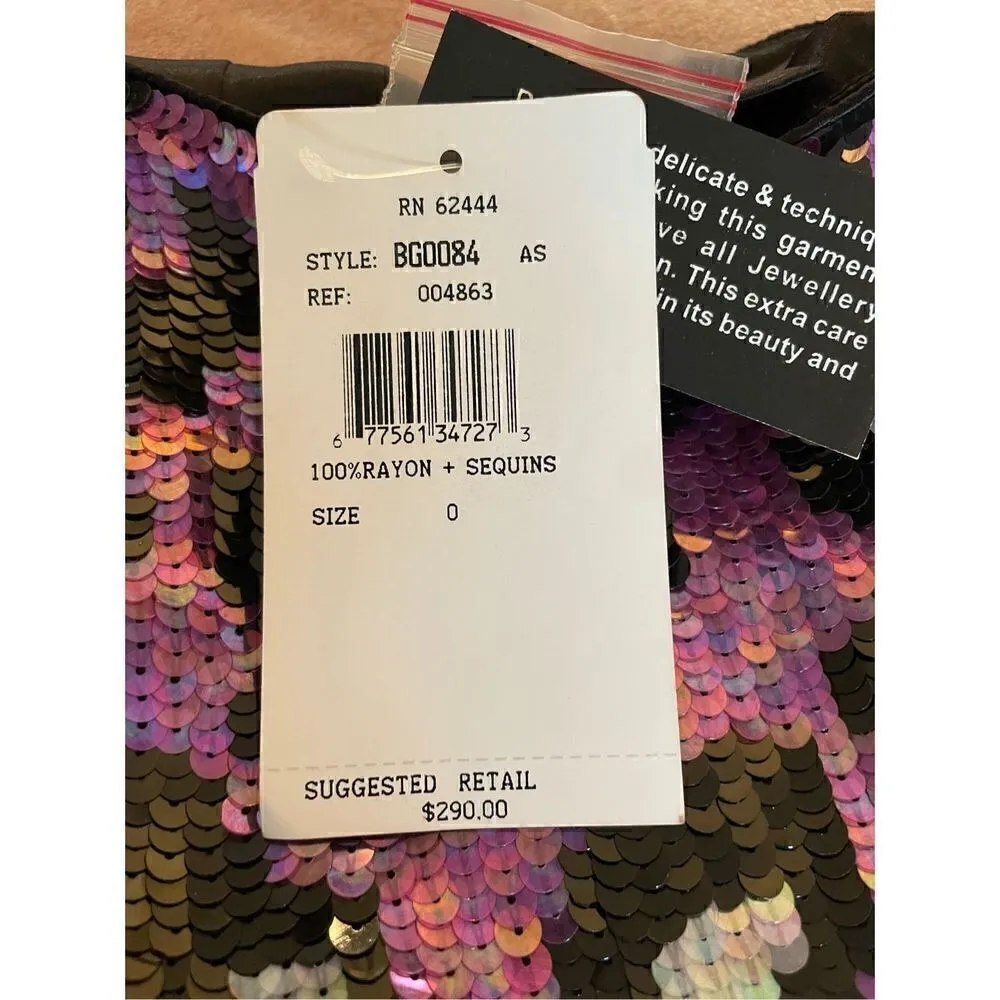 RN 62444
STYLE: BG0084 AS
REF: 004863
6 77561 34727 3
100%RAYON + SEQUINS
SIZE 0
SUGGESTED RETAIL
$290.00
delicate & techniq
king this garmen
ve all Jewellery
n. This extra care
in its beauty and